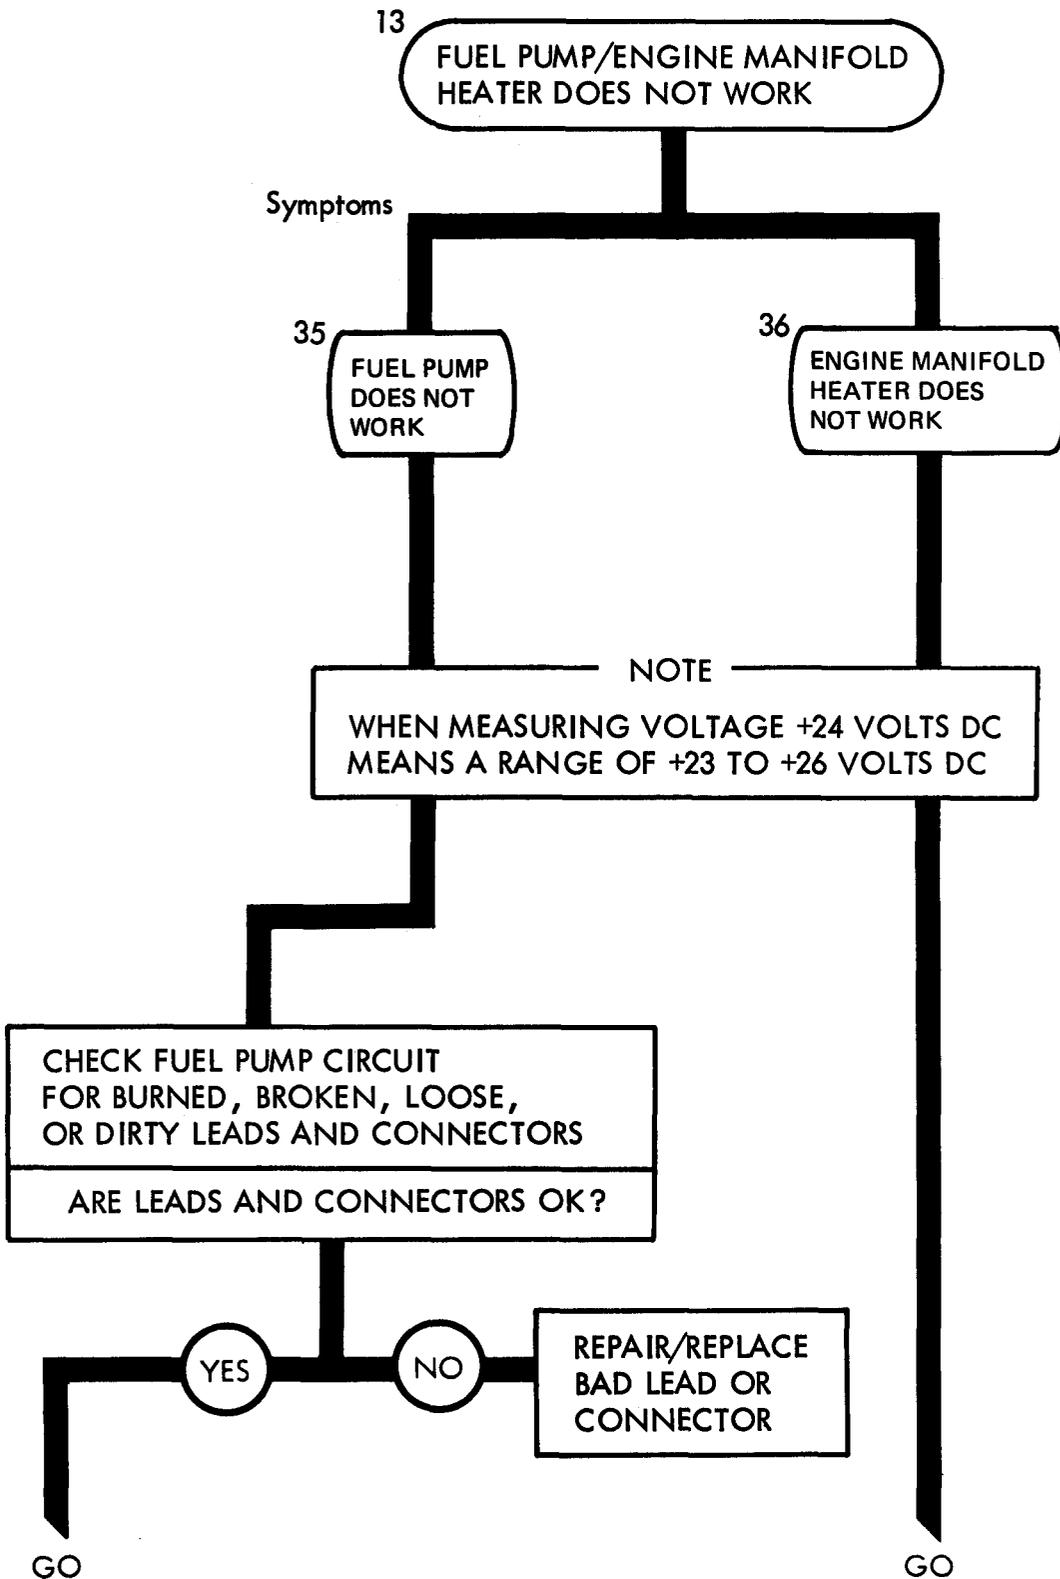 13
FUEL PUMP/ENGINE MANIFOLD
HEATER DOES NOT WORK
Symptoms
35
FUEL PUMP
DOES NOT
WORK
36
ENGINE MANIFOLD
HEATER DOES
NOT WORK
NOTE
WHEN MEASURING VOLTAGE +24 VOLTS DC
MEANS A RANGE OF +23 TO +26 VOLTS DC
CHECK FUEL PUMP CIRCUIT
FOR BURNED, BROKEN, LOOSE,
OR DIRTY LEADS AND CONNECTORS
ARE LEADS AND CONNECTORS OK?
YES
NO
REPAIR/REPLACE
BAD LEAD OR
CONNECTOR
GO
GO